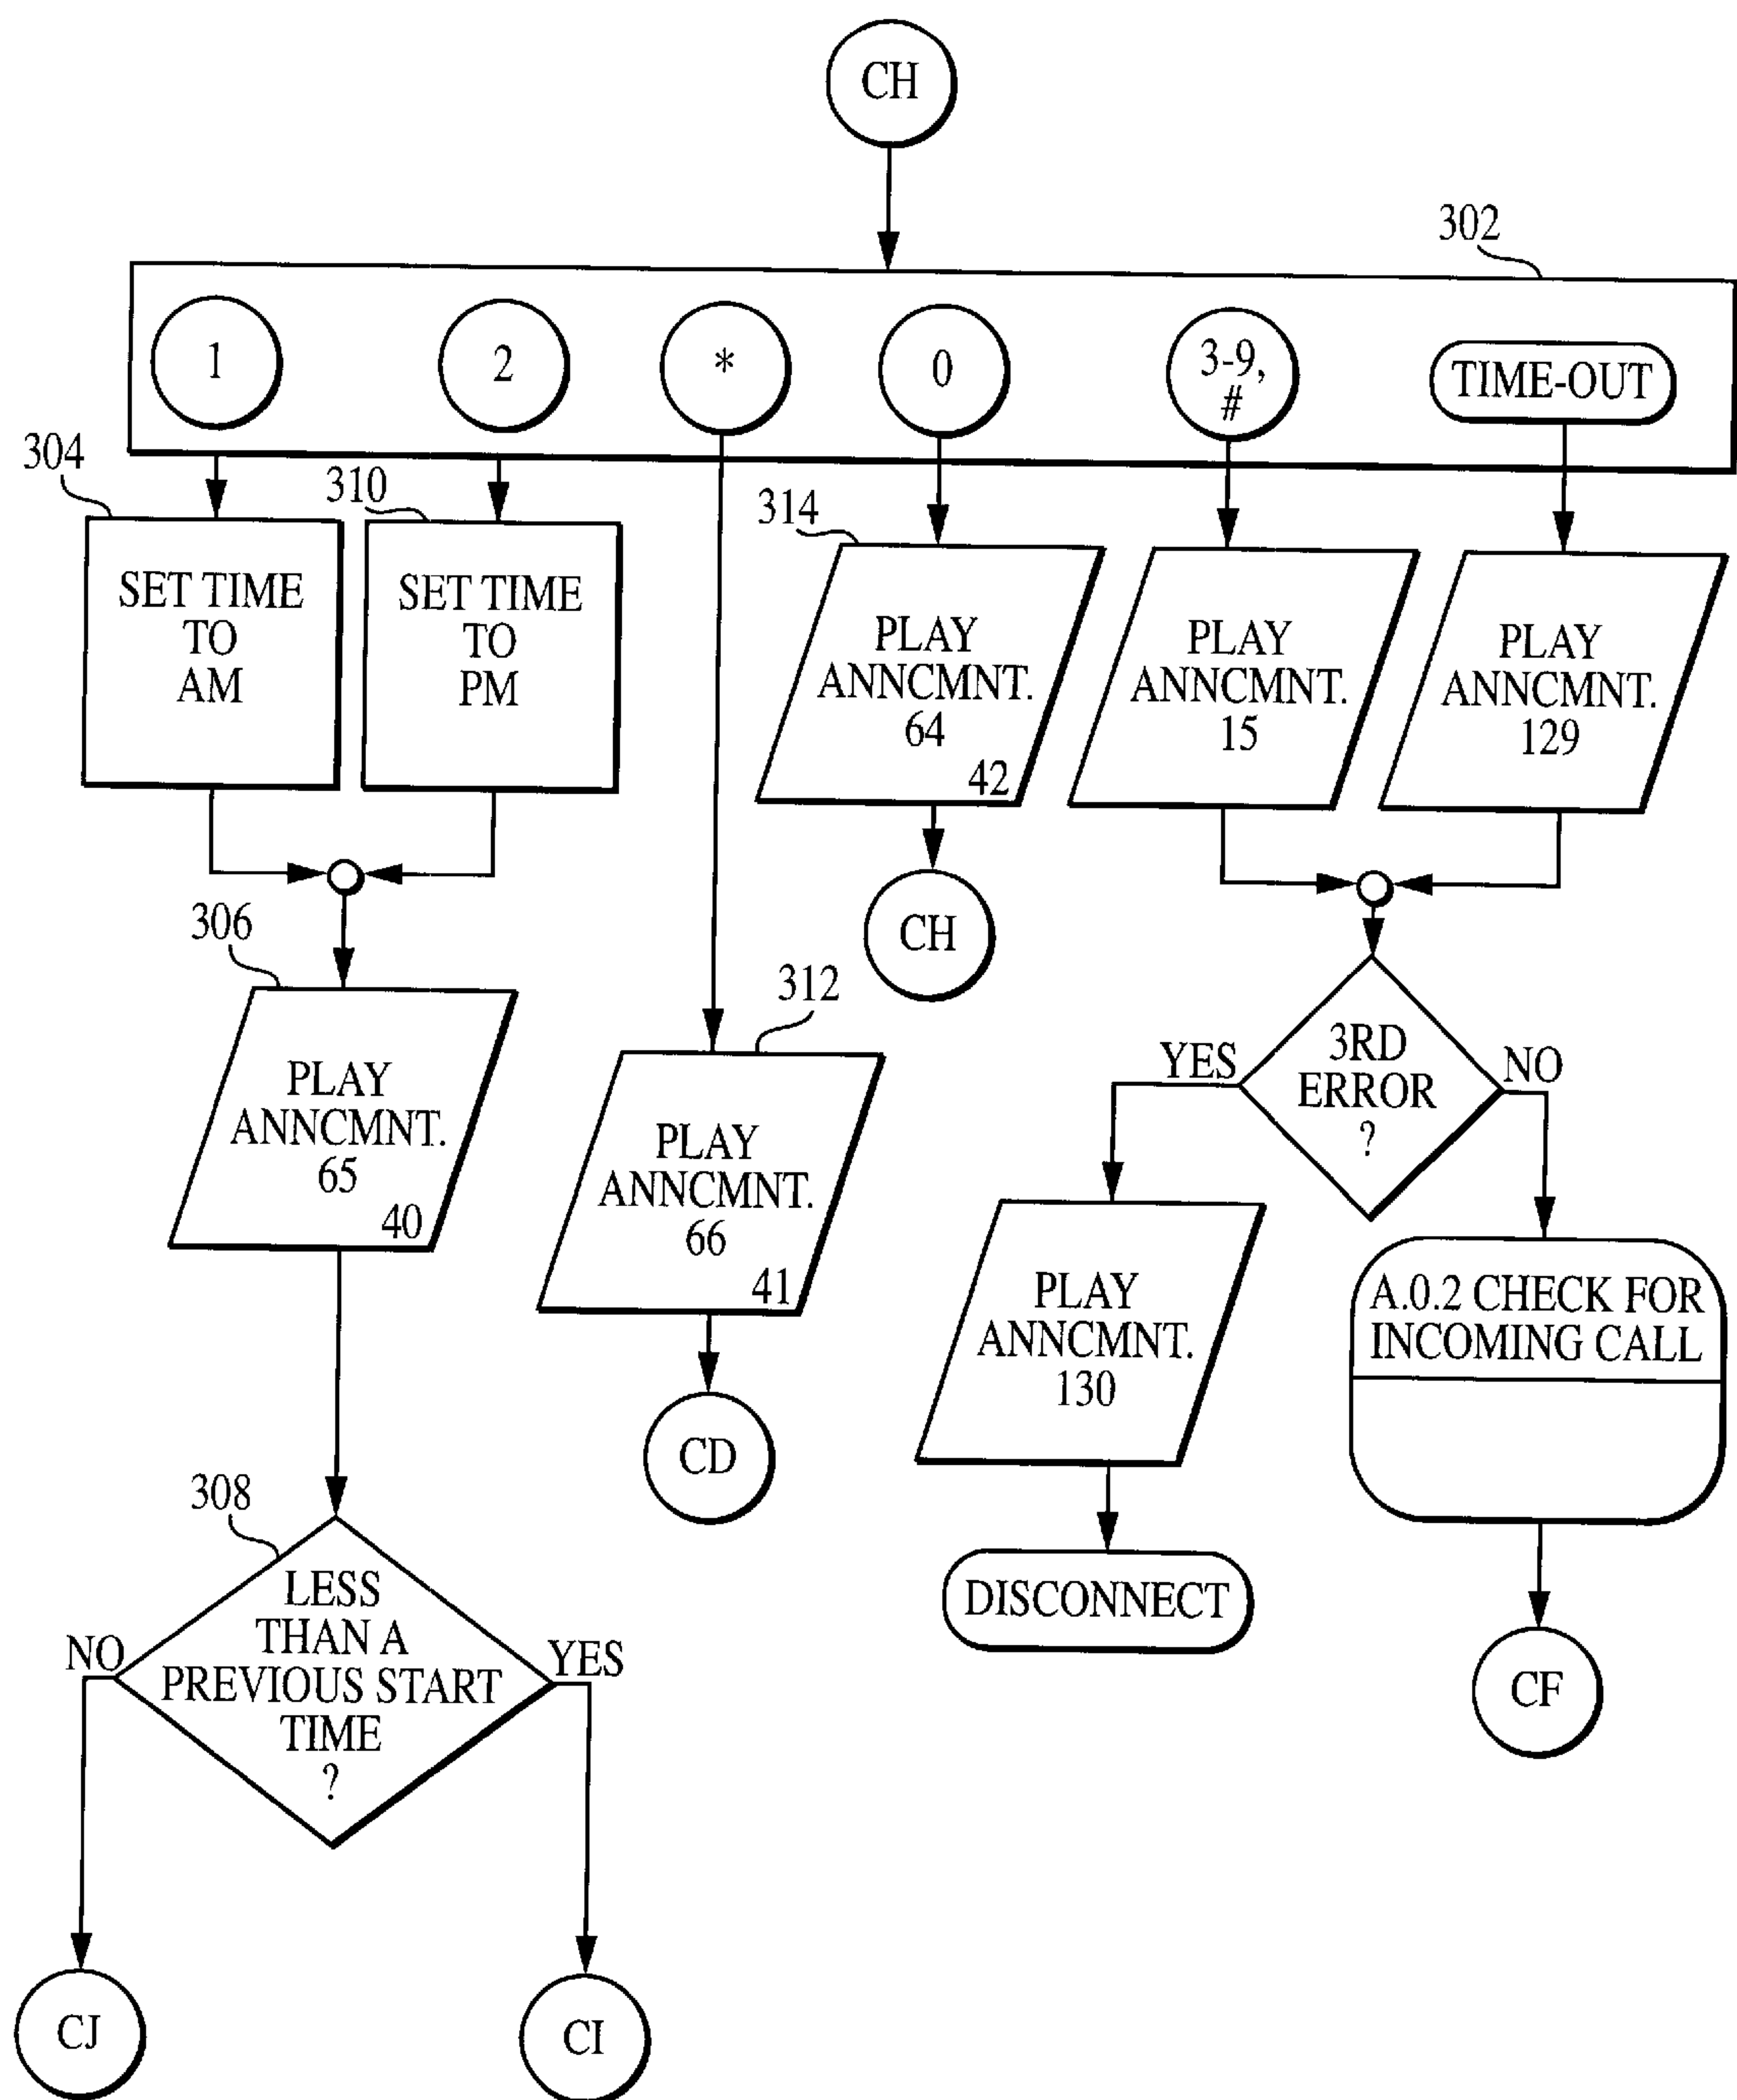 CH
302
1
2
*
0
3-9,
#
TIME-OUT
304
310
314
SET TIME
TO
AM
SET TIME
TO
PM
PLAY
ANNCMNT.
64
42
PLAY
ANNCMNT.
15
PLAY
ANNCMNT.
129
CH
306
312
PLAY
ANNCMNT.
65
40
PLAY
ANNCMNT.
66
41
CD
YES
3RD
ERROR
?
NO
PLAY
ANNCMNT.
130
DISCONNECT
A.0.2 CHECK FOR
INCOMING CALL
CF
308
NO
LESS
THAN A
PREVIOUS START
TIME
?
YES
CJ
CI